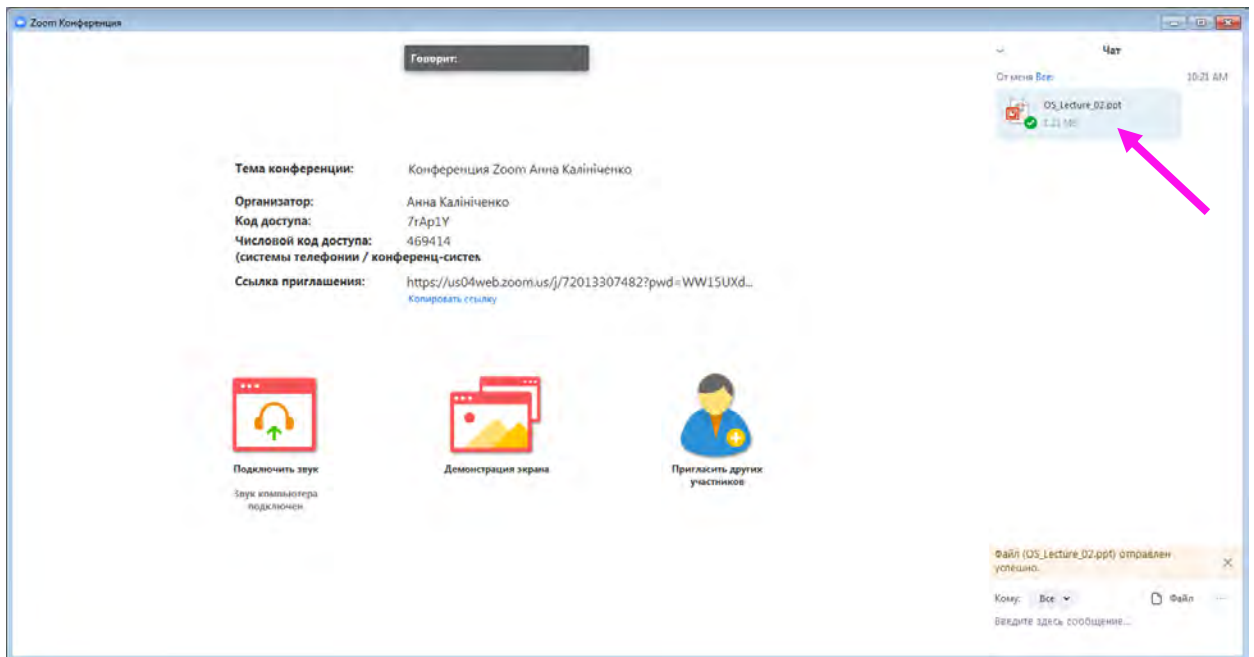 Zoom Конференция
Говорит:
Тема конференции: Конференция Zoom Анна Калініченко
Организатор: Анна Калініченко
Код доступа: 7rAp1Y
Числовой код доступа: 469414
(системы телефонии / конференц-систем
Ссылка приглашения: https://us04web.zoom.us/j/72013307482?pwd=WW15UXd...
Копировать ссылку
Подключить звук
Звук компьютера
подключен
Демонстрация экрана
Пригласить других
участников
Чат
От меня Все: 10:21 AM
OS_Lecture_02.ppt
1.21 МБ
Файл (OS_Lecture_02.ppt) отправлен
успешно.
Кому: Все Файл ...
Введите здесь сообщение...